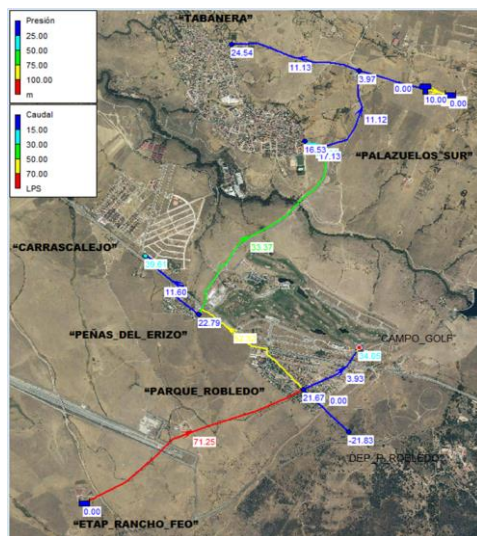 Presión
25.00
50.00
75.00
100.00
m
Caudal
15.00
30.00
50.00
70.00
LPS
“TABANERA”
24.54
11.13
3.97
0.00
10.00
0.00
11.12
16.53
17.13
“PALAZUELOS_SUR”
33.37
“CARRASCALEJO”
39.61
11.60
“PEÑAS_DEL_ERIZO”
22.79
"CAMPO_GOLF"
3.93
“PARQUE_ROBLEDO”
21.67
0.00
71.25
-21.83
"DEP_P_ROBLEDO"
0.00
“ETAP_RANCHO_FEO”